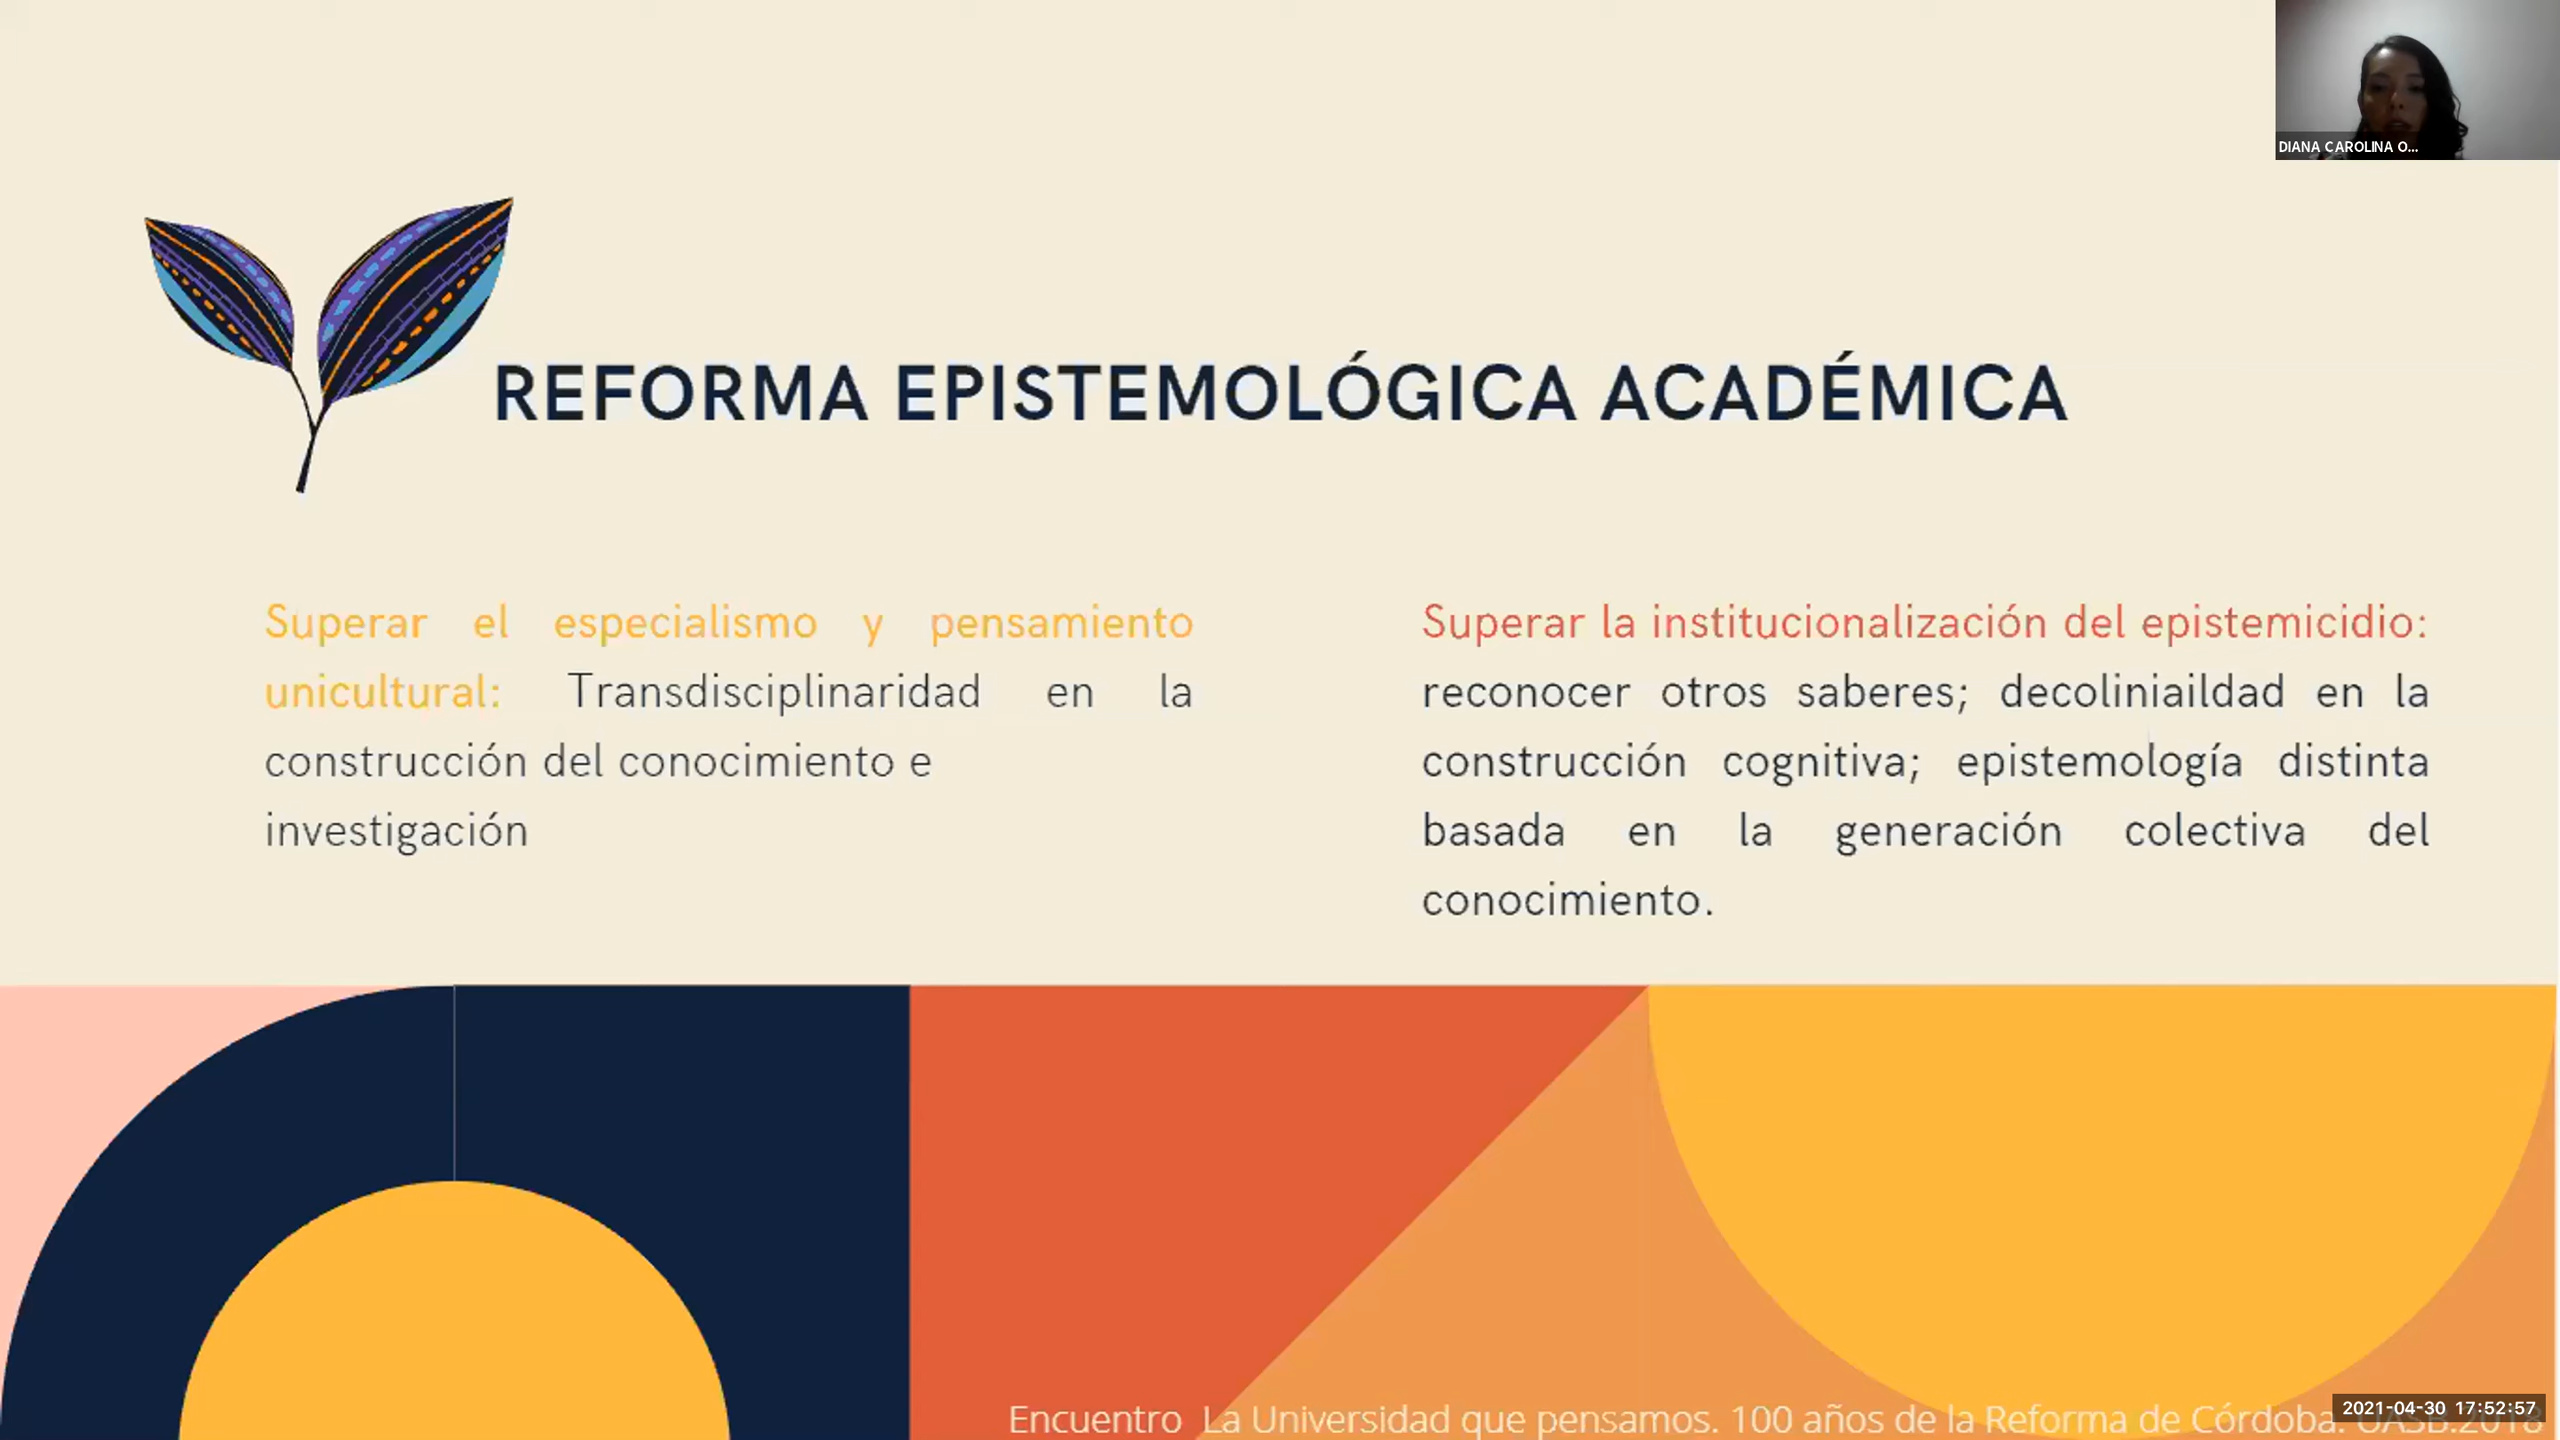 DIANA CAROLINA O...
REFORMA EPISTEMOLÓGICA ACADÉMICA
Superar el especialismo y pensamiento
unicultural: Transdisciplinaridad en la
construcción del conocimiento e
investigación
Superar la institucionalización del epistemicidio:
reconocer otros saberes; decoliniaildad en la
construcción cognitiva; epistemología distinta
basada en la generación colectiva del
conocimiento.
Encuentro La Universidad que pensamos. 100 años de la Reforma de Córdoba. UASB.2018
2021-04-30 17:52:57